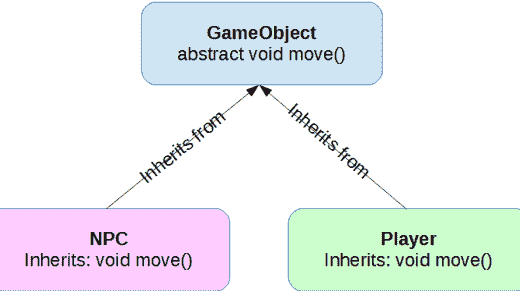 GameObject
abstract void move()
Inherits from
Inherits from
NPC
Inherits: void move()
Player
Inherits: void move()